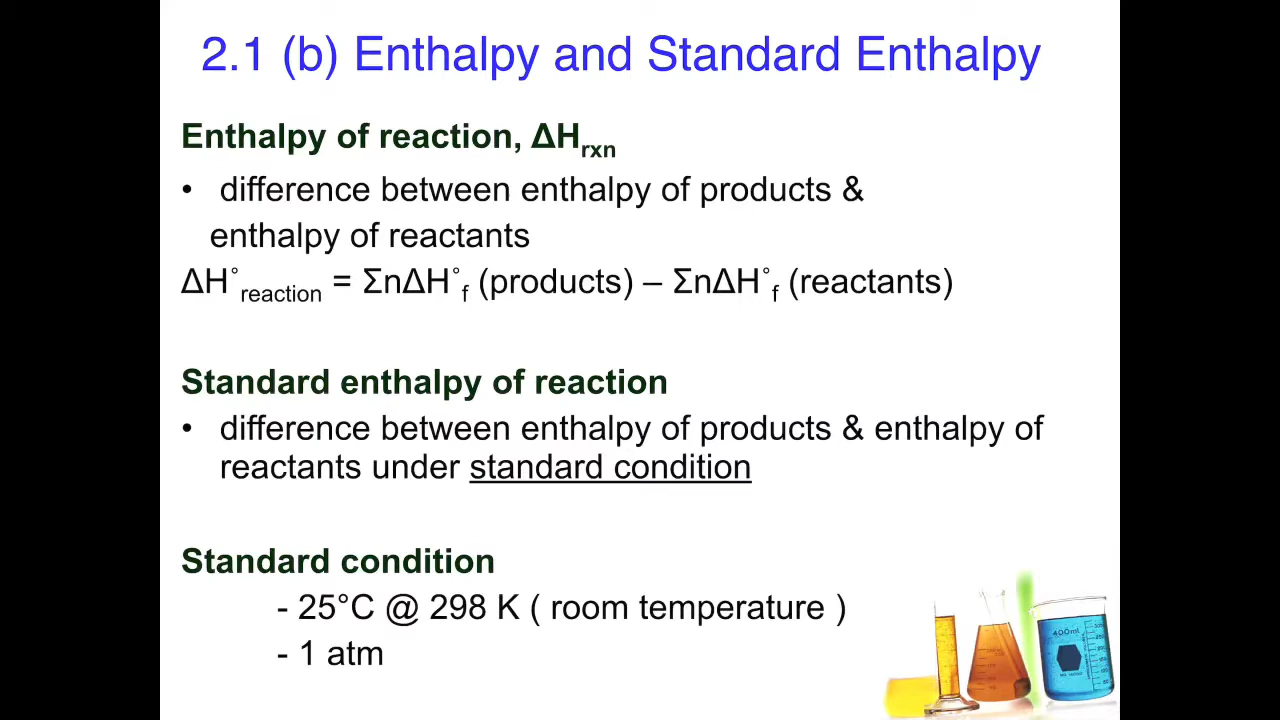 2.1 (b) Enthalpy and Standard Enthalpy
Enthalpy of reaction, ΔHrxn
• difference between enthalpy of products &
enthalpy of reactants
ΔH˚reaction = ΣnΔH˚f (products) – ΣnΔH˚f (reactants)
Standard enthalpy of reaction
• difference between enthalpy of products & enthalpy of
reactants under standard condition
Standard condition
- 25°C @ 298 K ( room temperature )
- 1 atm
400ml